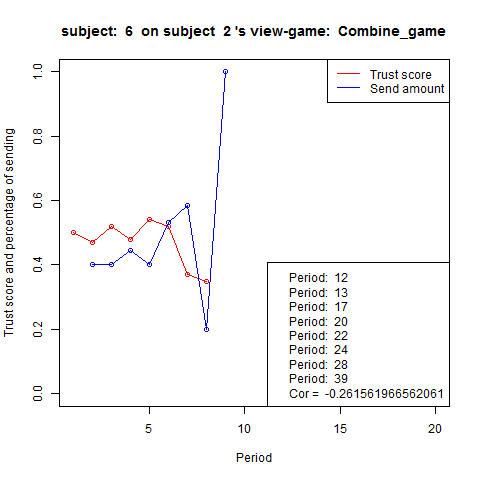 subject:  6  on subject  2 's view-game:  Combine_game
Trust score
Send amount
Trust score and percentage of sending
1.0
0.8
0.6
0.4
0.2
0.0
Period:  12
Period:  13
Period:  17
Period:  20
Period:  22
Period:  24
Period:  28
Period:  39
Cor =  -0.261561966562061
5
10
15
20
Period